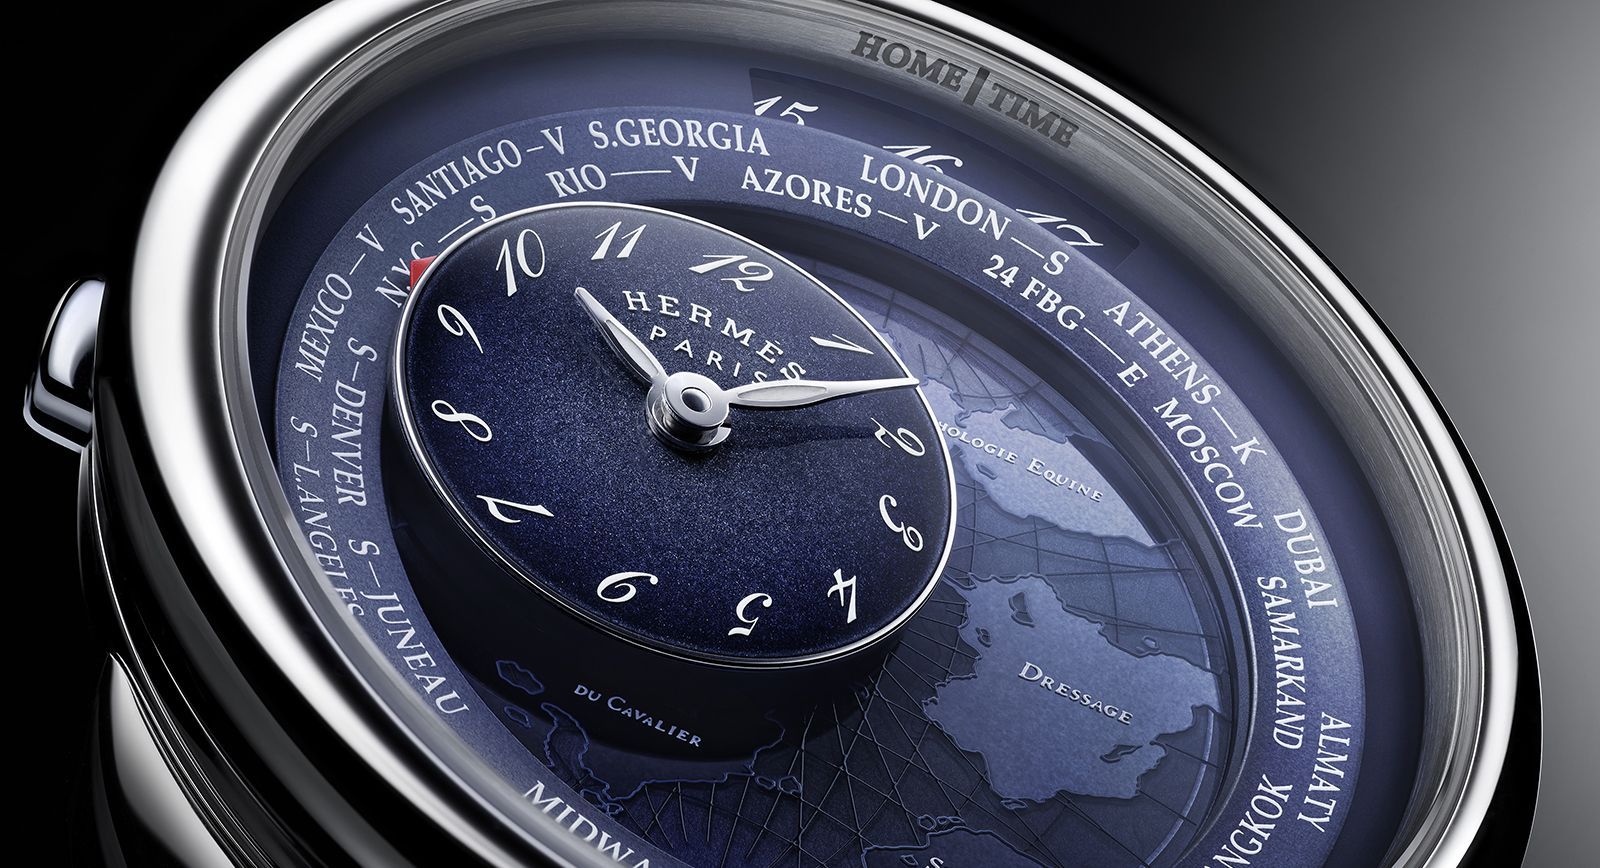 HOME | TIME
15 16 17
SANTIAGO–V S.GEORGIA LONDON—S ATHENS—K DUBAI ALMATY
MEXICO–V N.Y.C—S RIO—V AZORES—V 24 FBG—E MOSCOW SAMARKAND
S–DENVER
S–L.ANGELES
S–JUNEAU
10 11 12
HERMÈS
PARIS
9 1
8 2
7 3
6 5 4
EQUINE
DRESSAGE
DU CAVALIER